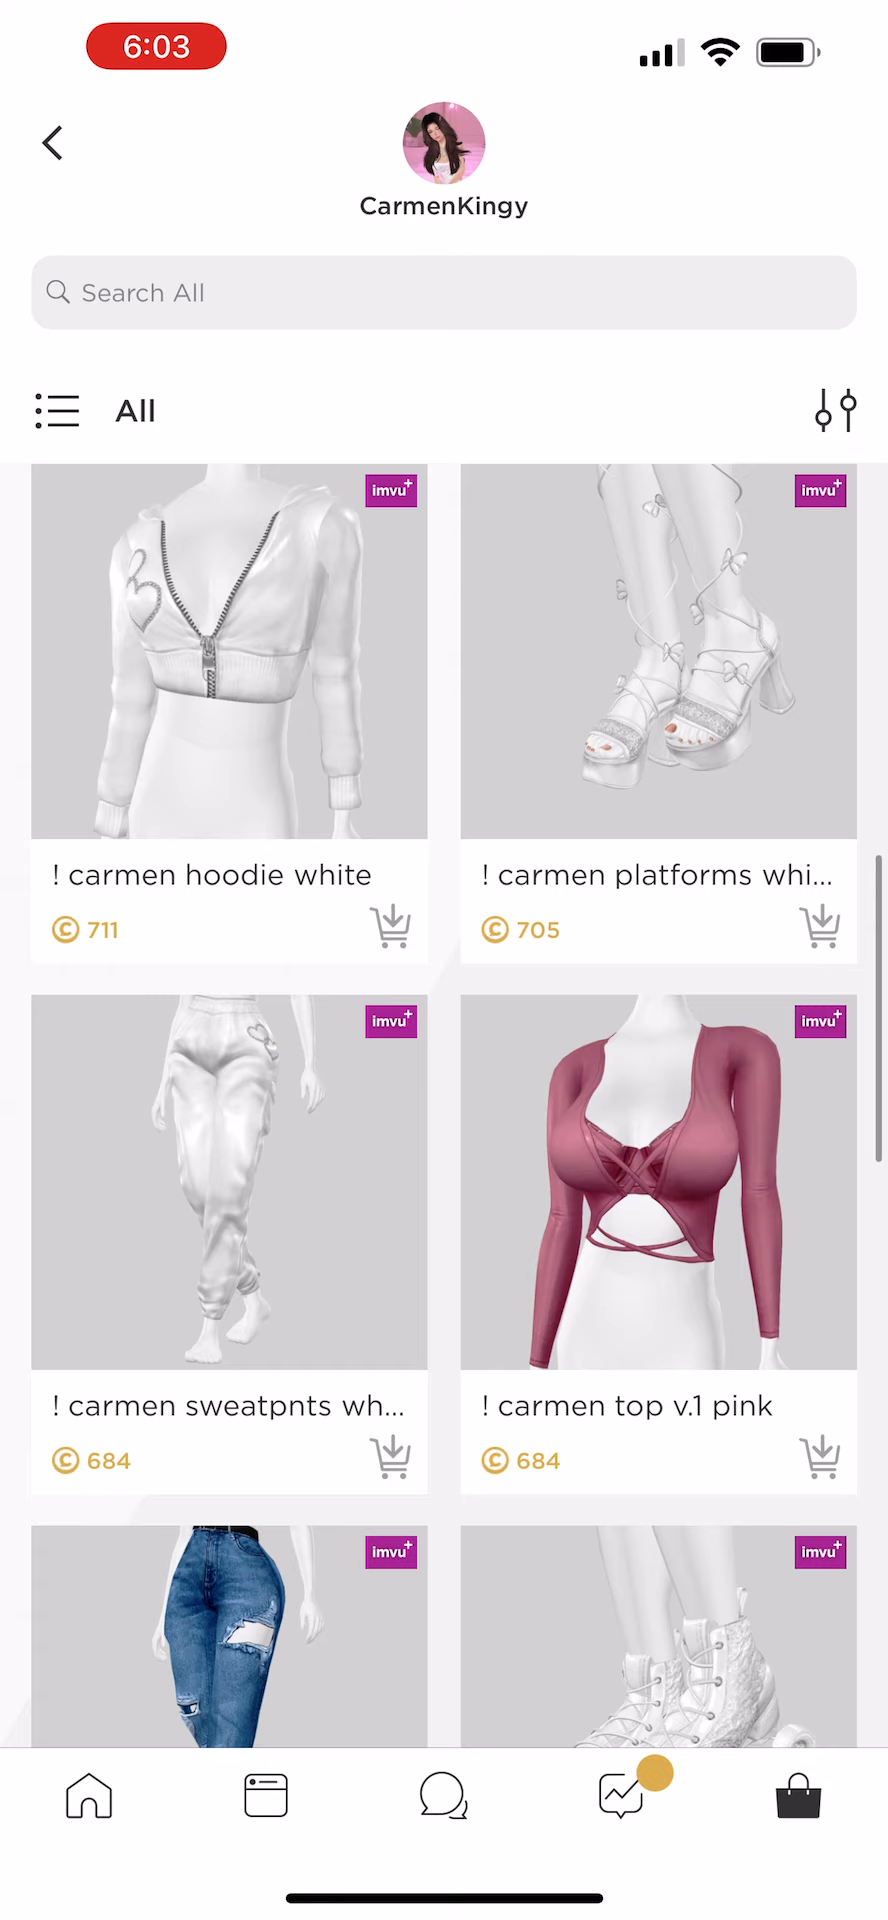 6:03
CarmenKingy
Search All
All
imvu+
imvu+
! carmen hoodie white
! carmen platforms whi...
© 711
© 705
imvu+
imvu+
! carmen sweatpnts wh...
! carmen top v.1 pink
© 684
© 684
imvu+
imvu+